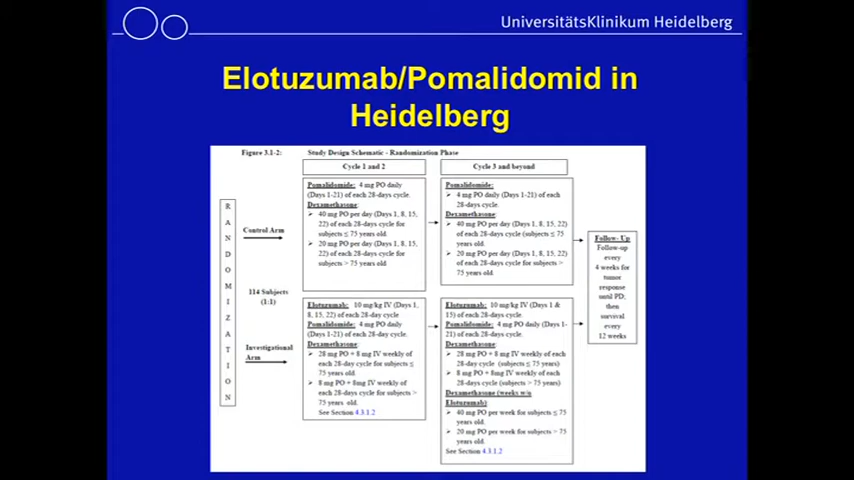 UniversitätsKlinikum Heidelberg
Elotuzumab/Pomalidomid in
Heidelberg
Figure 3.1-2: Study Design Schematic - Randomization Phase
Cycle 1 and 2
Cycle 3 and beyond
RANDOMIZATION
Control Arm
114 Subjects
(1:1)
Investigational
Arm
Pomalidomide: 4 mg PO daily
(Days 1-21) of each 28-days cycle.
Dexamethasone:
➢ 40 mg PO per day (Days 1, 8, 15,
22) of each 28-days cycle for
subjects ≤ 75 years old.
➢ 20 mg PO per day (Days 1, 8, 15,
22) of each 28-days cycle for
subjects > 75 years old.
Pomalidomide:
➢ 4 mg PO daily (Days 1-21) of each
28-days cycle.
Dexamethasone:
➢ 40 mg PO per day (Days 1, 8, 15, 22)
of each 28-days cycle (subjects ≤ 75
years old.
➢ 20 mg PO per day (Days 1, 8, 15, 22)
of each 28-days cycle for subjects >
75 years old.
Elotuzumab: 10 mg/kg IV (Days 1,
8, 15, 22) of each 28-day cycle
Pomalidomide: 4 mg PO daily
(Days 1-21) of each 28-day cycle.
Dexamethasone:
➢ 28 mg PO + 8 mg IV weekly of
each 28-day cycle for subjects ≤
75 years old.
➢ 8 mg PO + 8mg IV weekly of
each 28-day cycle for subjects >
75 years old.
See Section 4.3.1.2
Elotuzumab: 10 mg/kg IV (Days 1 &
15) of each 28-days cycle.
Pomalidomide: 4 mg PO daily (Days 1-
21) of each 28-days cycle.
Dexamethasone:
➢ 28 mg PO + 8 mg IV weekly of each
28-day cycle (subjects ≤ 75 years)
➢ 8 mg PO + 8mg IV weekly of each
28-day cycle (subjects > 75 years)
Dexamethasone (weeks w/o
Elotuzumab):
➢ 40 mg PO per week for subjects ≤ 75
years old.
➢ 20 mg PO per week for subjects > 75
years old.
See Section 4.3.1.2
Follow- Up
Follow-up
every
4 weeks for
tumor
response
until PD;
then
survival
every
12 weeks